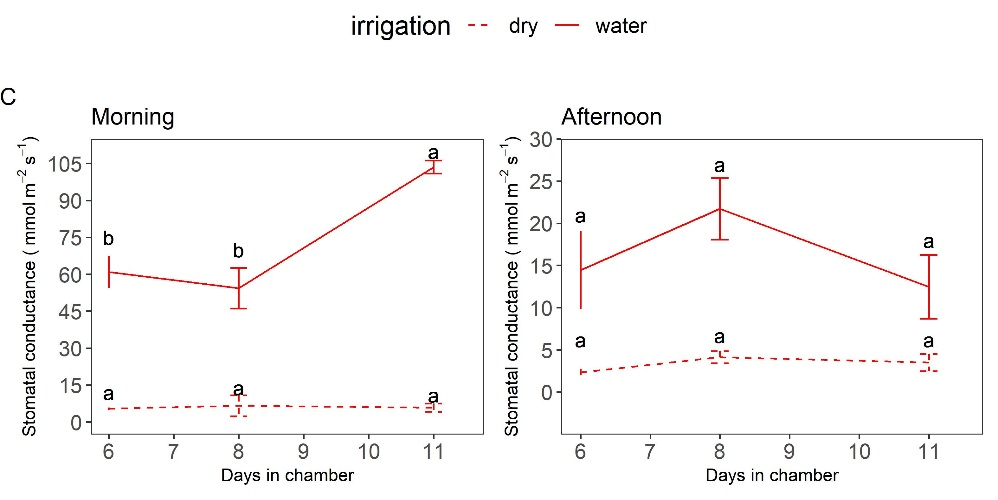 irrigation dry water
C
Morning
Stomatal conductance ( mmol m⁻² s⁻¹)
105
90
75
60
45
30
15
0
b
b
a
a
a
a
6 7 8 9 10 11
Days in chamber
Afternoon
Stomatal conductance ( mmol m⁻² s⁻¹)
30
25
20
15
10
5
0
a
a
a
a
a
a
6 7 8 9 10 11
Days in chamber